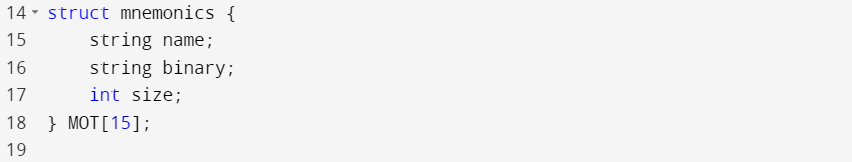 14 struct mnemonics {
15     string name;
16     string binary;
17     int size;
18 } MOT[15];
19